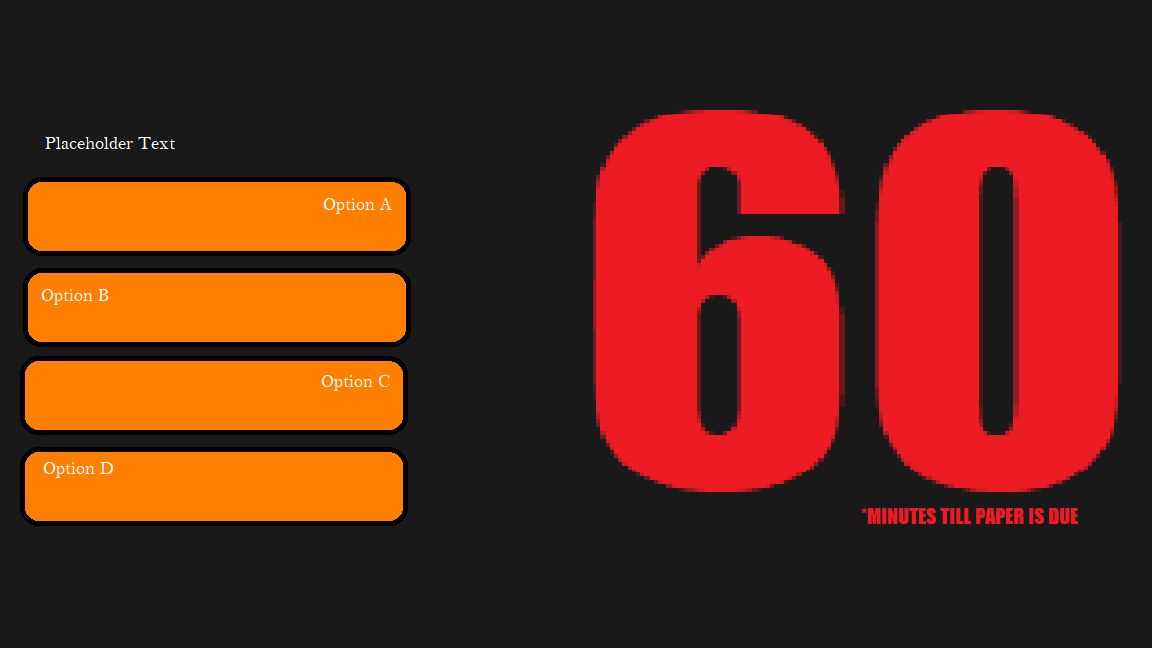 Placeholder Text
Option A
Option B
Option C
Option D
60
*MINUTES TILL PAPER IS DUE